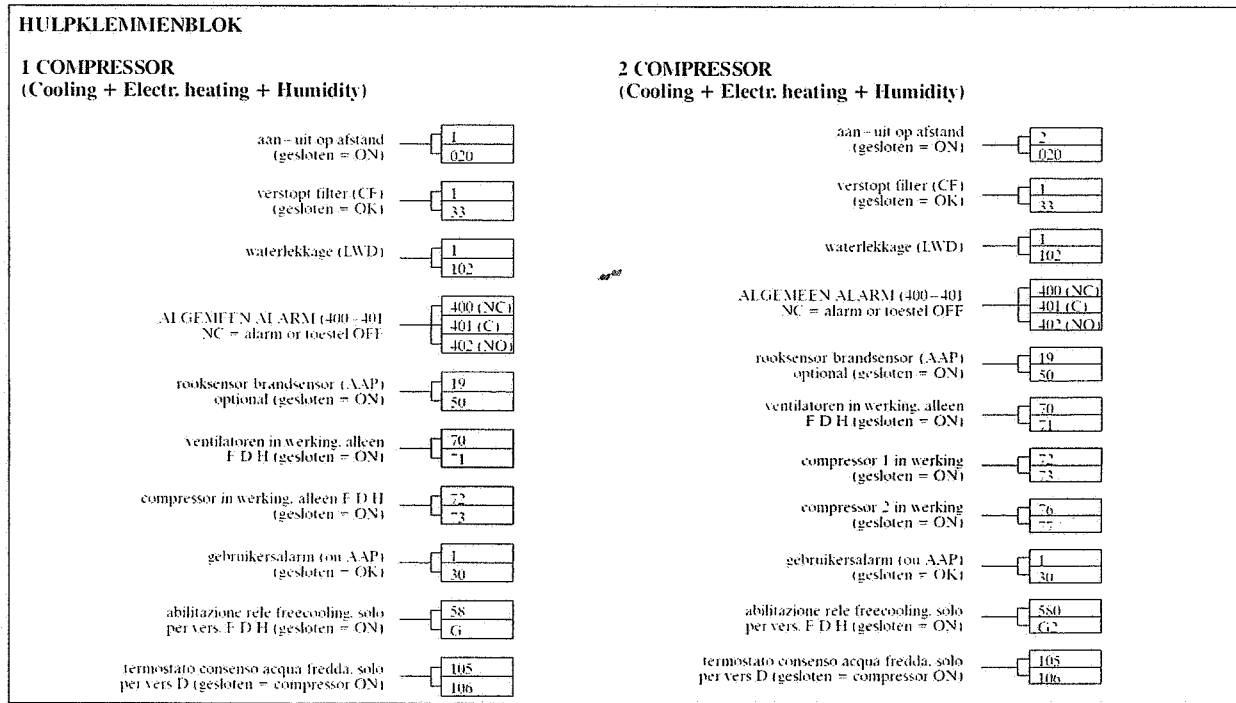 HULPKLEMMENBLOK
1 COMPRESSOR
(Cooling + Electr. heating + Humidity)
aan-uit op afstand
(gesloten = ON)
1
020
verstopt filter (CF)
(gesloten = OK)
1
33
waterlekkage (LWD)
1
102
ALGEMEEN ALARM (400-401
NC = alarm or toestel OFF
400 (NC)
401 (C)
402 (NO)
rooksensor brandsensor (AAP)
optional (gesloten = ON)
19
50
ventilatoren in werking. alleen
F D H (gesloten = ON)
70
71
compressor in werking. alleen F D H
(gesloten = ON)
72
73
gebruikersalarm (ou AAP)
(gesloten = OK)
1
30
abilitazione rele freecooling. solo
per vers. F D H (gesloten = ON)
58
G
termostato consenso acqua fredda. solo
per vers D (gesloten = compressor ON)
105
106
2 COMPRESSOR
(Cooling + Electr. heating + Humidity)
aan-uit op afstand
(gesloten = ON)
2
020
verstopt filter (CF)
(gesloten = OK)
1
33
waterlekkage (LWD)
1
102
ALGEMEEN ALARM (400-401
NC = alarm or toestel OFF
400 (NC)
401 (C)
402 (NO)
rooksensor brandsensor (AAP)
optional (gesloten = ON)
19
50
ventilatoren in werking. alleen
F D H (gesloten = ON)
70
71
compressor 1 in werking
(gesloten = ON)
72
73
compressor 2 in werking
(gesloten = ON)
76
77
gebruikersalarm (ou AAP)
(gesloten = OK)
1
30
abilitazione rele freecooling. solo
per vers. F D H (gesloten = ON)
580
G2
termostato consenso acqua fredda. solo
per vers D (gesloten = compressor ON)
105
106